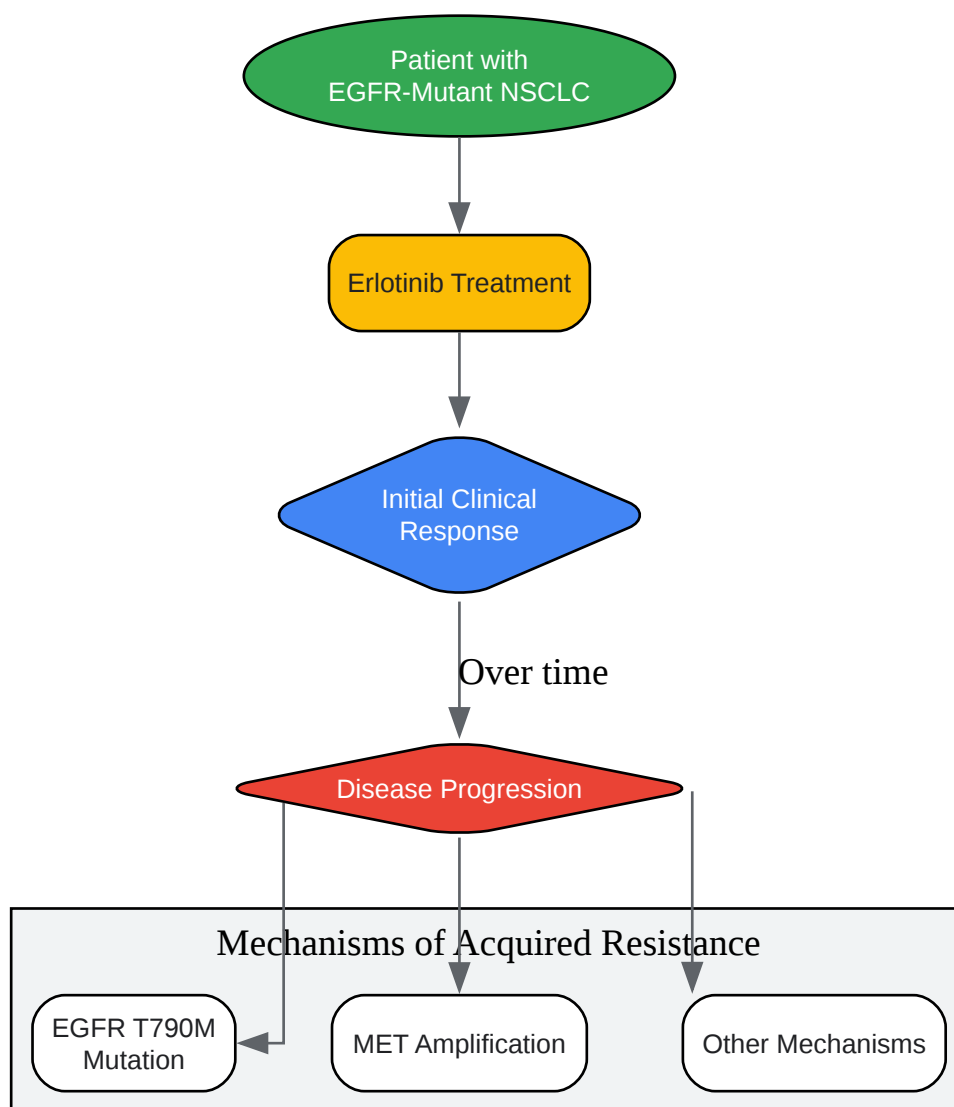 Patient with
EGFR-Mutant NSCLC
Erlotinib Treatment
Initial Clinical
Response
Over time
Disease Progression
Mechanisms of Acquired Resistance
EGFR T790M
Mutation
MET Amplification
Other Mechanisms